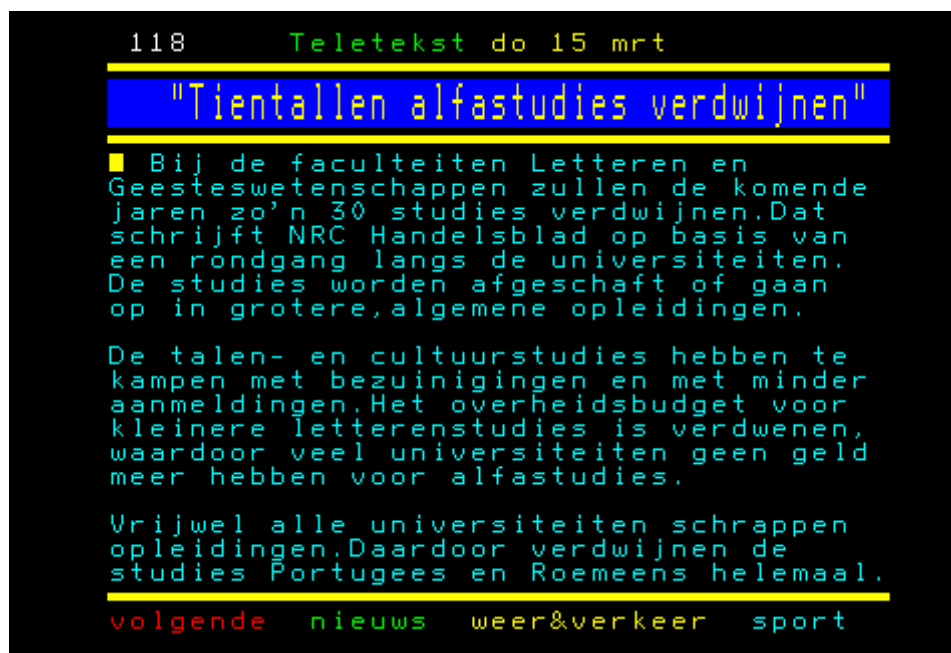 118 Teletekst do 15 mrt
"Tientallen alfastudies verdwijnen"
Bij de faculteiten Letteren en
Geesteswetenschappen zullen de komende
jaren zo'n 30 studies verdwijnen.Dat
schrijft NRC Handelsblad op basis van
een rondgang langs de universiteiten.
De studies worden afgeschaft of gaan
op in grotere,algemene opleidingen.
De talen- en cultuurstudies hebben te
kampen met bezuinigingen en met minder
aanmeldingen.Het overheidsbudget voor
kleinere letterenstudies is verdwenen,
waardoor veel universiteiten geen geld
meer hebben voor alfastudies.
Vrijwel alle universiteiten schrappen
opleidingen.Daardoor verdwijnen de
studies Portugees en Roemeens helemaal.
volgende nieuws weer&verkeer sport